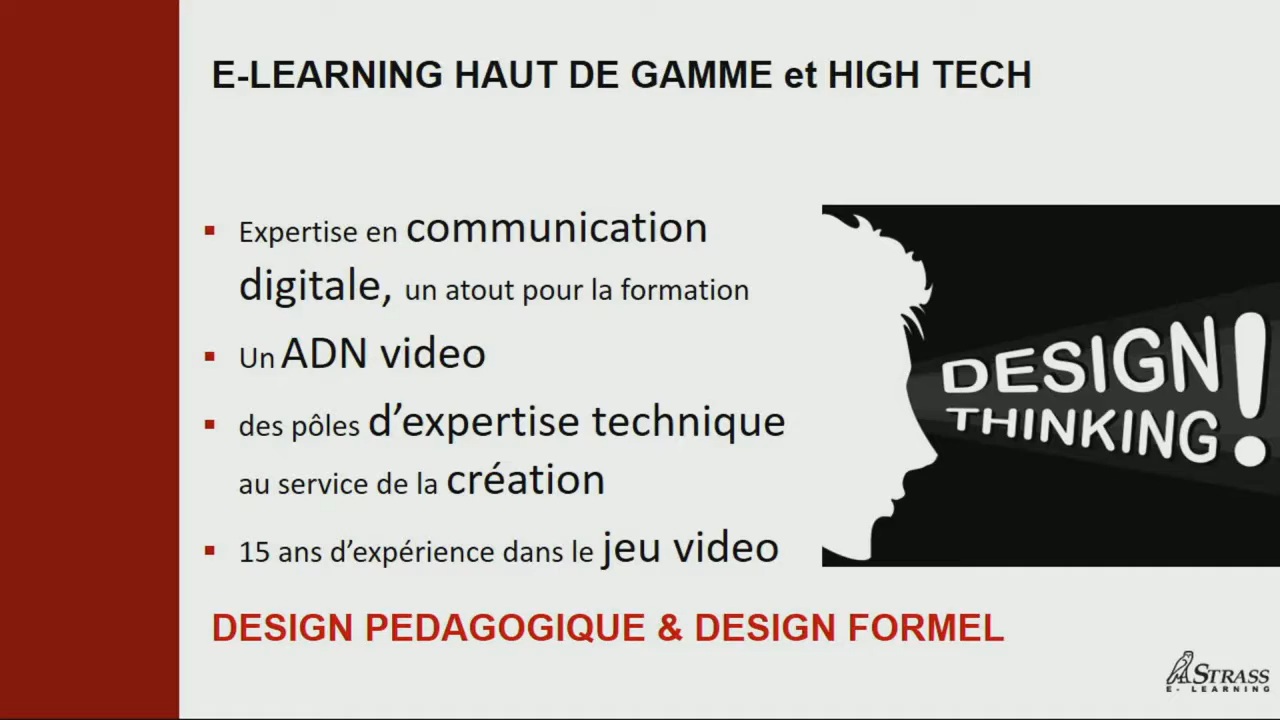 E-LEARNING HAUT DE GAMME et HIGH TECH
▪ Expertise en communication
digitale, un atout pour la formation
▪ Un ADN video
▪ des pôles d’expertise technique
au service de la création
▪ 15 ans d’expérience dans le jeu video
DESIGN
THINKING!
DESIGN PEDAGOGIQUE & DESIGN FORMEL
STRASS
E- LEARNING